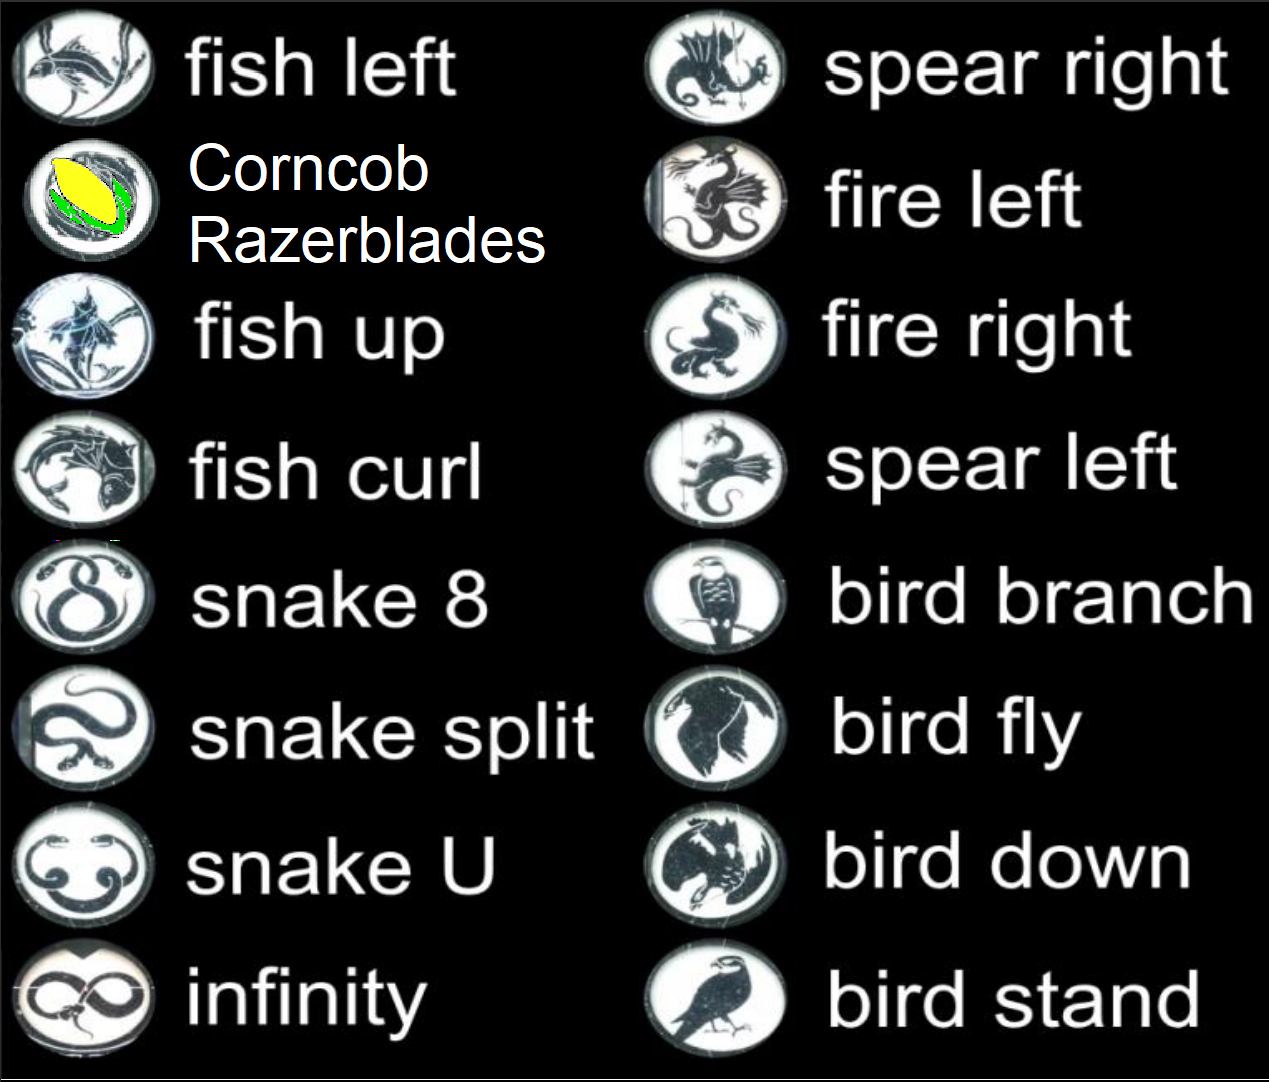 fish left
Corncob
Razerblades
fish up
fish curl
snake 8
snake split
snake U
infinity
spear right
fire left
fire right
spear left
bird branch
bird fly
bird down
bird stand